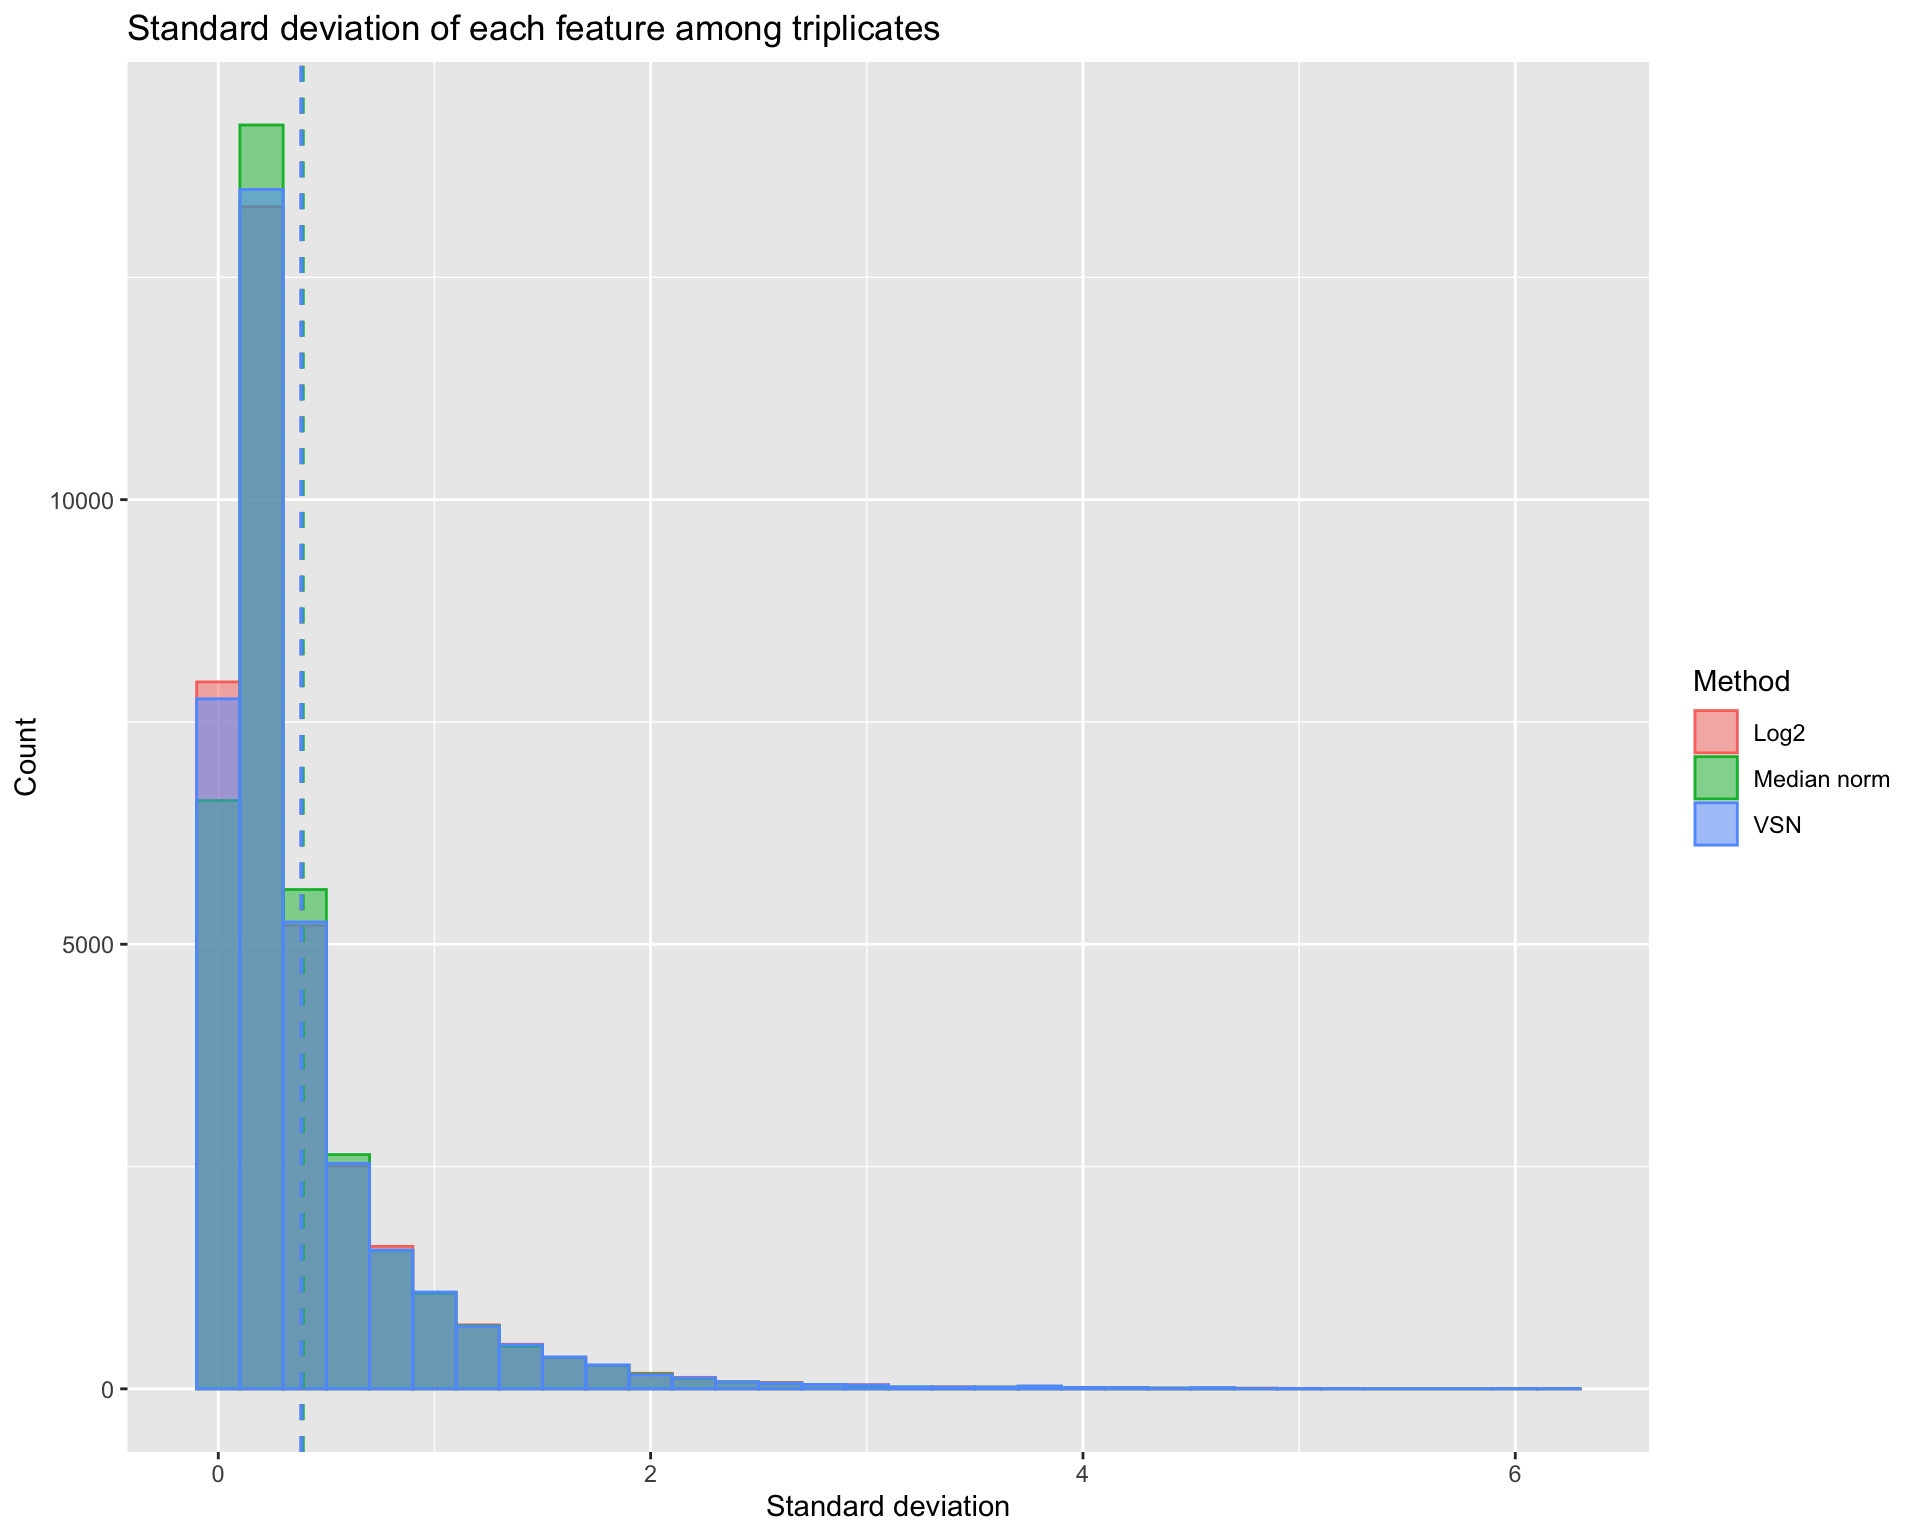 Standard deviation of each feature among triplicates
Count
10000
5000
0
0
2
4
6
Standard deviation
Method
Log2
Median norm
VSN